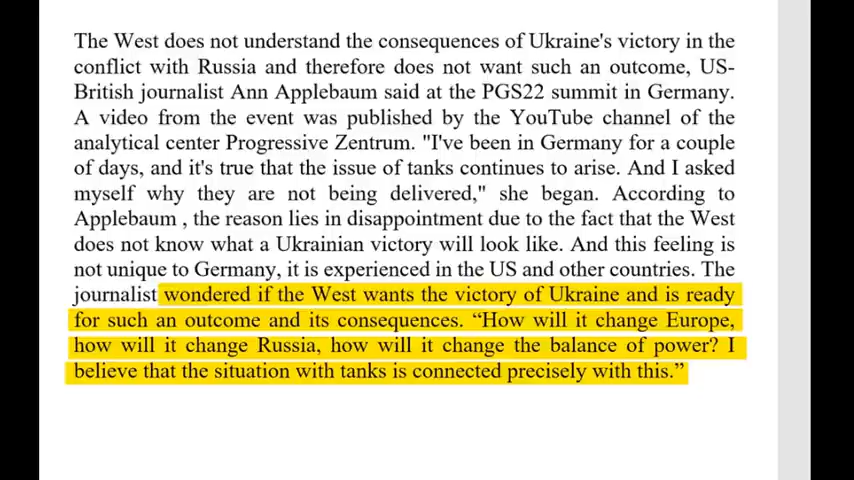 The West does not understand the consequences of Ukraine's victory in the
conflict with Russia and therefore does not want such an outcome, US-
British journalist Ann Applebaum said at the PGS22 summit in Germany.
A video from the event was published by the YouTube channel of the
analytical center Progressive Zentrum. "I've been in Germany for a couple
of days, and it's true that the issue of tanks continues to arise. And I asked
myself why they are not being delivered," she began. According to
Applebaum , the reason lies in disappointment due to the fact that the West
does not know what a Ukrainian victory will look like. And this feeling is
not unique to Germany, it is experienced in the US and other countries. The
journalist wondered if the West wants the victory of Ukraine and is ready
for such an outcome and its consequences. “How will it change Europe,
how will it change Russia, how will it change the balance of power? I
believe that the situation with tanks is connected precisely with this.”